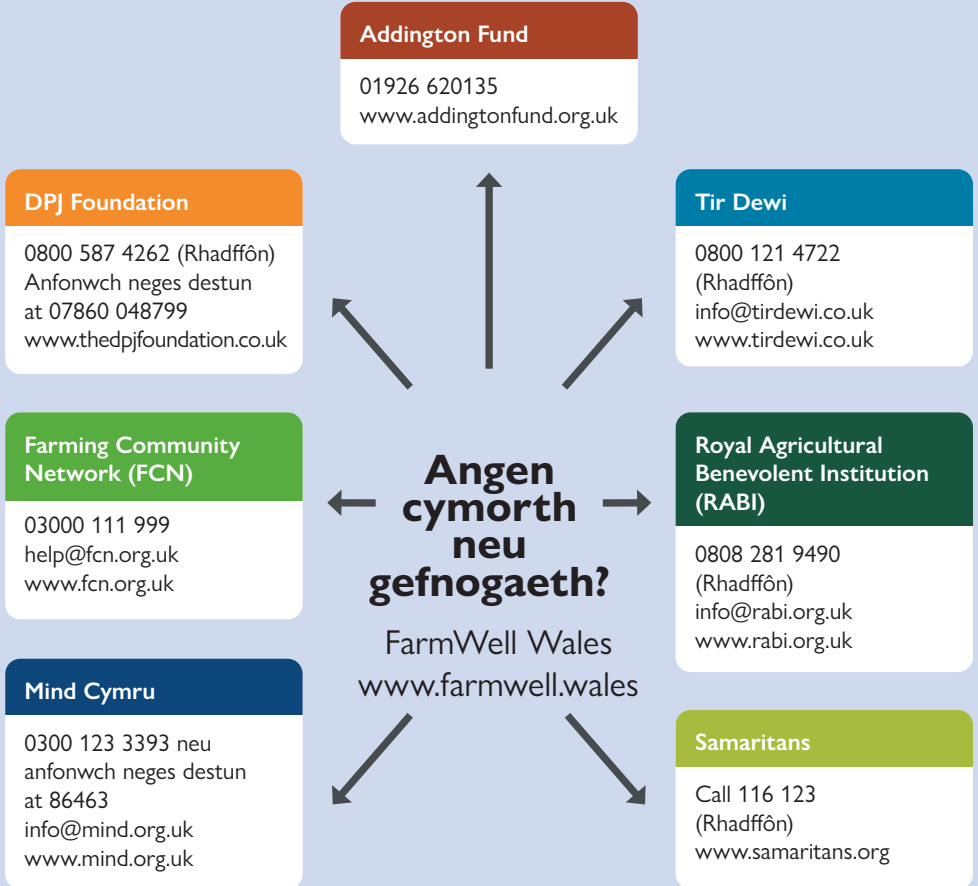 Addington Fund
01926 620135
www.addingtonfund.org.uk
DPJ Foundation
0800 587 4262 (Rhadffôn)
Anfonwch neges destun
at 07860 048799
www.thedpjfoundation.co.uk
Tir Dewi
0800 121 4722
(Rhadffôn)
info@tirdewi.co.uk
www.tirdewi.co.uk
Farming Community
Network (FCN)
03000 111 999
help@fcn.org.uk
www.fcn.org.uk
Angen
cymorth
neu
gefnogaeth?
FarmWell Wales
www.farmwell.wales
Royal Agricultural
Benevolent Institution
(RABI)
0808 281 9490
(Rhadffôn)
info@rabi.org.uk
www.rabi.org.uk
Mind Cymru
0300 123 3393 neu
anfonwch neges destun
at 86463
info@mind.org.uk
www.mind.org.uk
Samaritans
Call 116 123
(Rhadffôn)
www.samaritans.org